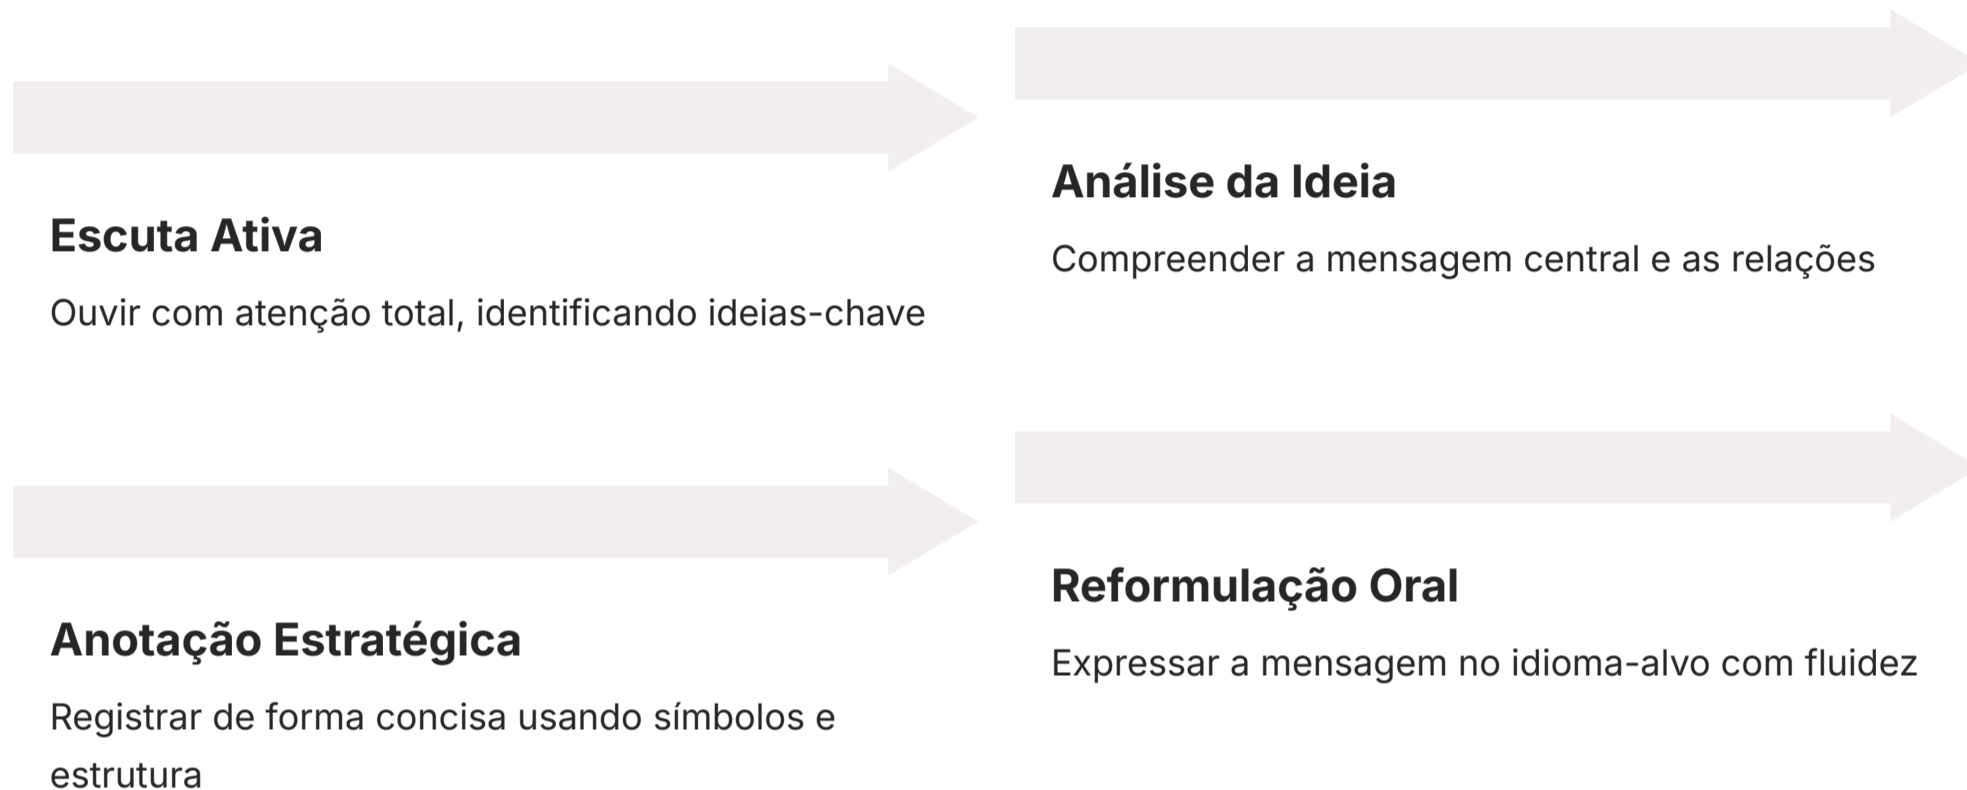 Escuta Ativa
Ouvir com atenção total, identificando ideias-chave
Análise da Ideia
Compreender a mensagem central e as relações
Anotação Estratégica
Registrar de forma concisa usando símbolos e
estrutura
Reformulação Oral
Expressar a mensagem no idioma-alvo com fluidez